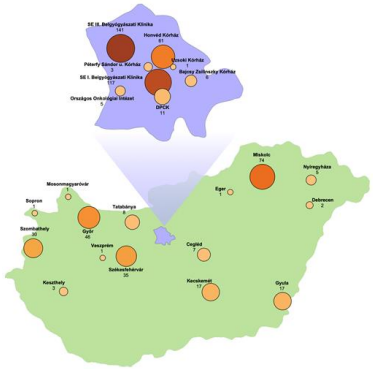 SE III. Belgyógyászati Klinika
141
Honvéd Kórház
61
Uzsoki Kórház
1
Péterfy Sándor u. Kórház
3
SE I. Belgyógyászati Klinika
117
Bajcsy Zsilinszky Kórház
6
Országos Onkológiai Intézet
5
DPCK
11
Miskolc
74
Nyíregyháza
5
Mosonmagyaróvár
1
Eger
1
Debrecen
2
Sopron
1
Tatabánya
8
Győr
46
Szombathely
30
Veszprém
1
Székesfehérvár
35
Cegléd
7
Keszthely
3
Kecskemét
17
Gyula
17